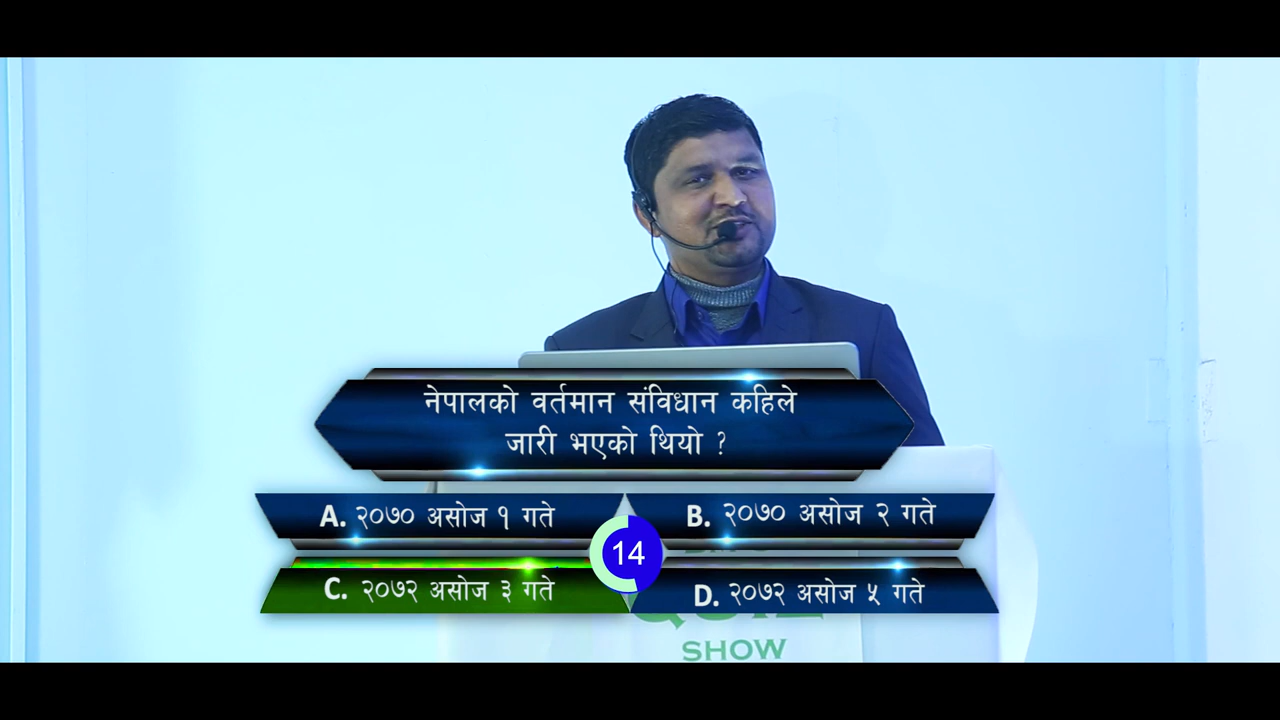 नेपालको वर्तमान संविधान कहिले
जारी भएको थियो ?
A. २०७० असोज १ गते
B. २०७० असोज २ गते
14
C. २०७२ असोज ३ गते
D. २०७२ असोज ५ गते
SHOW